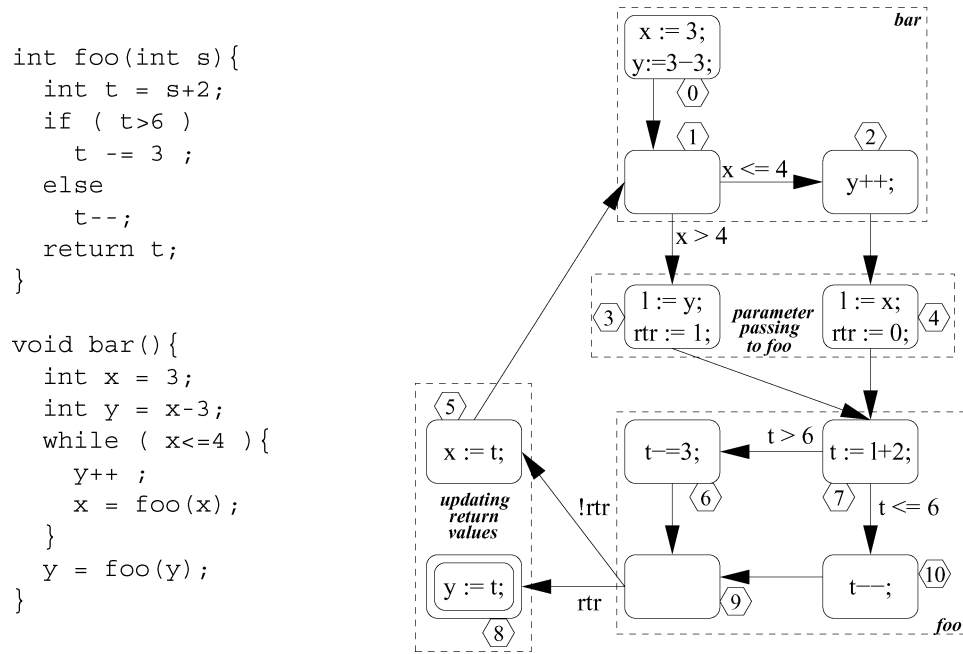 int foo(int s){
int t = s+2;
if ( t>6 )
t -= 3 ;
else
t--;
return t;
}
void bar(){
int x = 3;
int y = x-3;
while ( x<=4 ){
y++ ;
x = foo(x);
}
y = foo(y);
}
bar
x := 3;
y:=3−3;
0
1
2
x <= 4
y++;
x > 4
3
l := y;
rtr := 1;
parameter
passing
to foo
l := x;
rtr := 0;
4
5
x := t;
updating
return
values
!rtr
rtr
y := t;
8
t−=3;
6
t > 6
t := l+2;
7
t <= 6
9
t−−;
10
foo